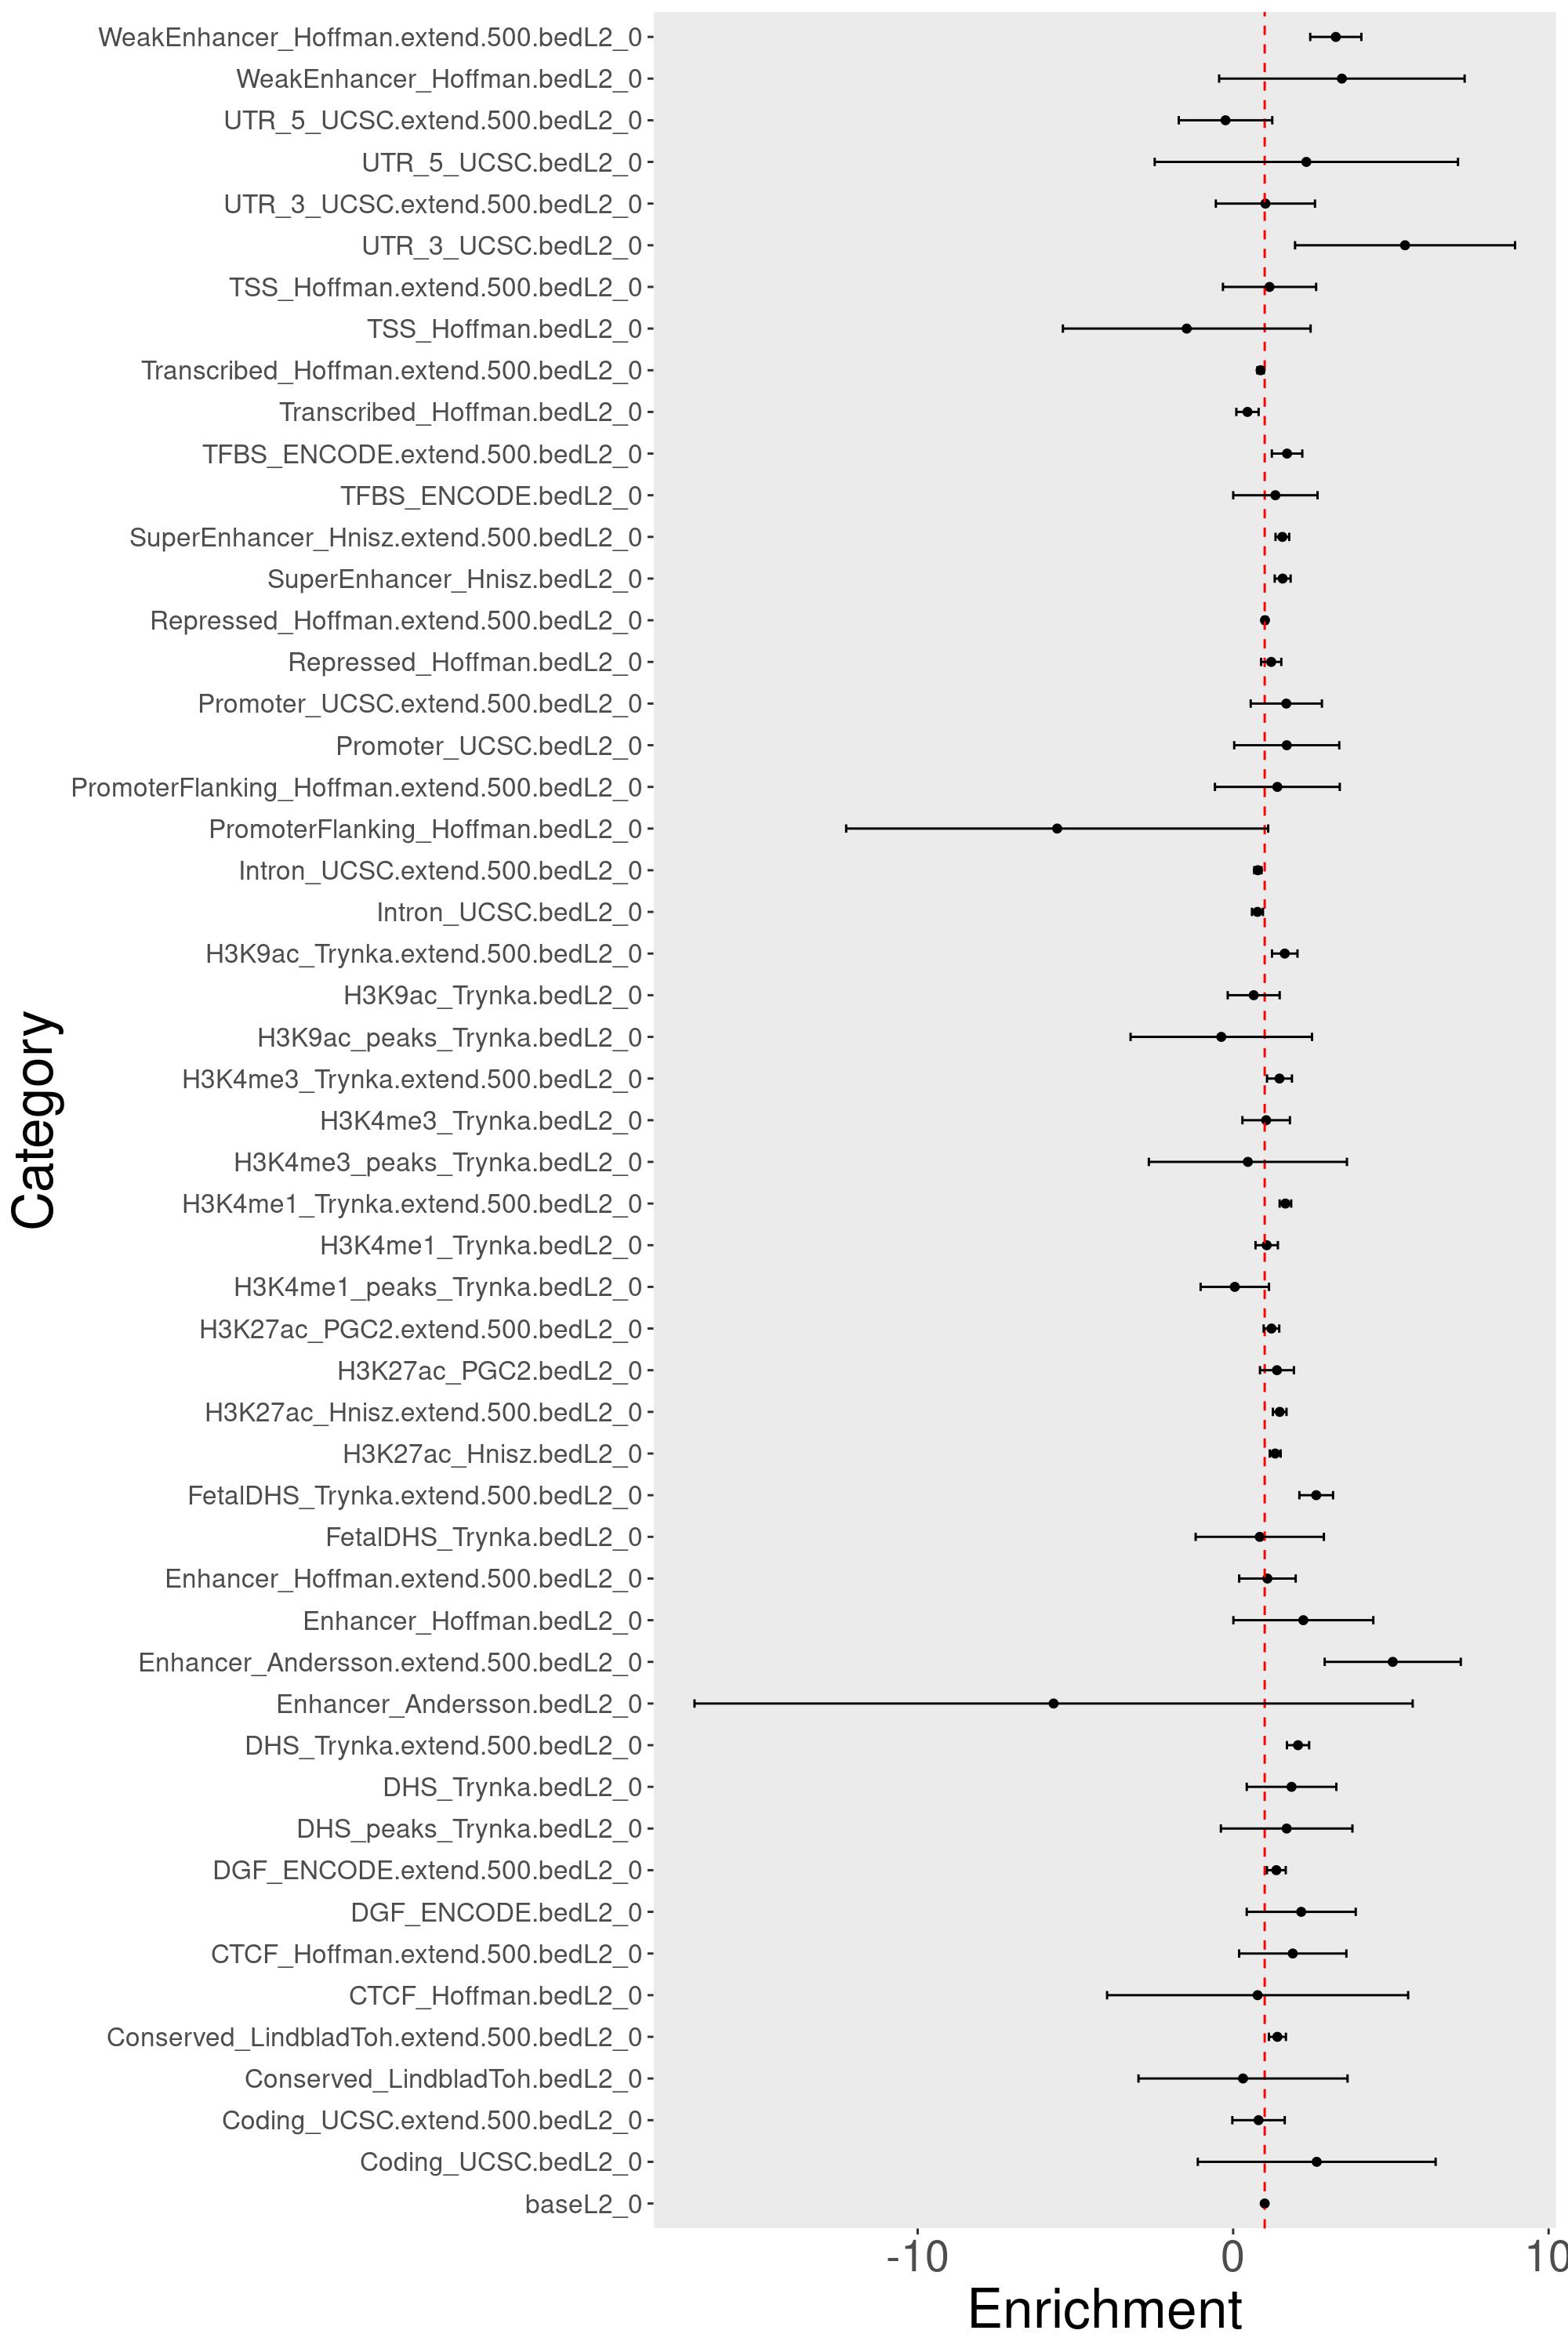 Category
WeakEnhancer_Hoffman.extend.500.bedL2_0
WeakEnhancer_Hoffman.bedL2_0
UTR_5_UCSC.extend.500.bedL2_0
UTR_5_UCSC.bedL2_0
UTR_3_UCSC.extend.500.bedL2_0
UTR_3_UCSC.bedL2_0
TSS_Hoffman.extend.500.bedL2_0
TSS_Hoffman.bedL2_0
Transcribed_Hoffman.extend.500.bedL2_0
Transcribed_Hoffman.bedL2_0
TFBS_ENCODE.extend.500.bedL2_0
TFBS_ENCODE.bedL2_0
SuperEnhancer_Hnisz.extend.500.bedL2_0
SuperEnhancer_Hnisz.bedL2_0
Repressed_Hoffman.extend.500.bedL2_0
Repressed_Hoffman.bedL2_0
Promoter_UCSC.extend.500.bedL2_0
Promoter_UCSC.bedL2_0
PromoterFlanking_Hoffman.extend.500.bedL2_0
PromoterFlanking_Hoffman.bedL2_0
Intron_UCSC.extend.500.bedL2_0
Intron_UCSC.bedL2_0
H3K9ac_Trynka.extend.500.bedL2_0
H3K9ac_Trynka.bedL2_0
H3K9ac_peaks_Trynka.bedL2_0
H3K4me3_Trynka.extend.500.bedL2_0
H3K4me3_Trynka.bedL2_0
H3K4me3_peaks_Trynka.bedL2_0
H3K4me1_Trynka.extend.500.bedL2_0
H3K4me1_Trynka.bedL2_0
H3K4me1_peaks_Trynka.bedL2_0
H3K27ac_PGC2.extend.500.bedL2_0
H3K27ac_PGC2.bedL2_0
H3K27ac_Hnisz.extend.500.bedL2_0
H3K27ac_Hnisz.bedL2_0
FetalDHS_Trynka.extend.500.bedL2_0
FetalDHS_Trynka.bedL2_0
Enhancer_Hoffman.extend.500.bedL2_0
Enhancer_Hoffman.bedL2_0
Enhancer_Andersson.extend.500.bedL2_0
Enhancer_Andersson.bedL2_0
DHS_Trynka.extend.500.bedL2_0
DHS_Trynka.bedL2_0
DHS_peaks_Trynka.bedL2_0
DGF_ENCODE.extend.500.bedL2_0
DGF_ENCODE.bedL2_0
CTCF_Hoffman.extend.500.bedL2_0
CTCF_Hoffman.bedL2_0
Conserved_LindbladToh.extend.500.bedL2_0
Conserved_LindbladToh.bedL2_0
Coding_UCSC.extend.500.bedL2_0
Coding_UCSC.bedL2_0
baseL2_0
-10 0 10
Enrichment